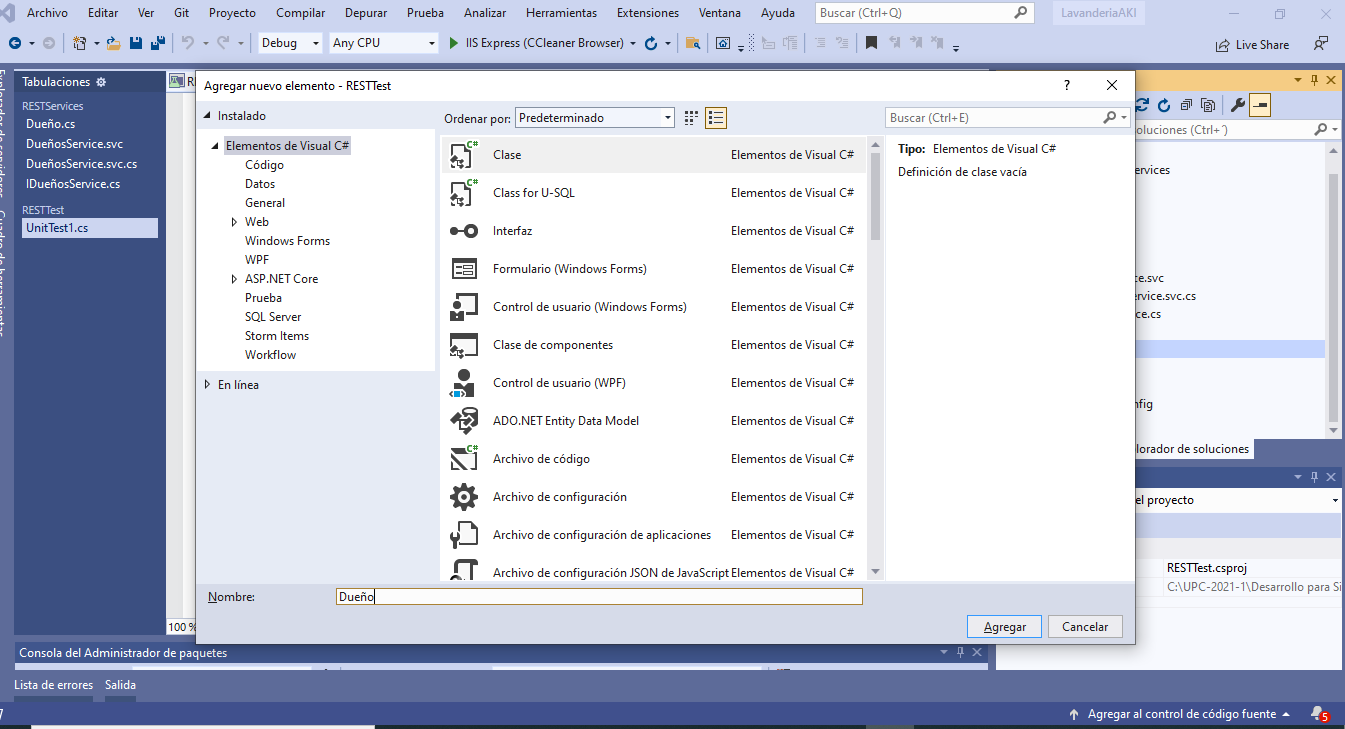 Archivo Editar Ver Git Proyecto Compilar Depurar Prueba Analizar Herramientas Extensiones Ventana Ayuda Buscar (Ctrl+Q) LavanderiaAKI
Debug Any CPU IIS Express (CCleaner Browser) Live Share
Explorador de servidores
Cuadro de herramientas
Tabulaciones
RESTServices
Dueño.cs
DueñosService.svc
DueñosService.svc.cs
IDueñosService.cs
RESTTest
UnitTest1.cs
Agregar nuevo elemento - RESTTest
?
Instalado
Elementos de Visual C#
Código
Datos
General
Web
Windows Forms
WPF
ASP.NET Core
Prueba
SQL Server
Storm Items
Workflow
En línea
Ordenar por: Predeterminado
Buscar (Ctrl+E)
Clase Elementos de Visual C#
Class for U-SQL Elementos de Visual C#
Interfaz Elementos de Visual C#
Formulario (Windows Forms) Elementos de Visual C#
Control de usuario (Windows Forms) Elementos de Visual C#
Clase de componentes Elementos de Visual C#
Control de usuario (WPF) Elementos de Visual C#
ADO.NET Entity Data Model Elementos de Visual C#
Archivo de código Elementos de Visual C#
Archivo de configuración Elementos de Visual C#
Archivo de configuración de aplicaciones Elementos de Visual C#
Archivo de configuración JSON de JavaScript Elementos de Visual C#
Tipo: Elementos de Visual C#
Definición de clase vacía
Nombre: Dueño
Agregar Cancelar
oluciones (Ctrl+´)
ervices
ce.svc
ervice.svc.cs
ce.cs
nfig
lorador de soluciones
el proyecto
RESTTest.csproj
C:\UPC-2021-1\Desarrollo para Si
100 %
Consola del Administrador de paquetes
Lista de errores Salida
Agregar al control de código fuente 5